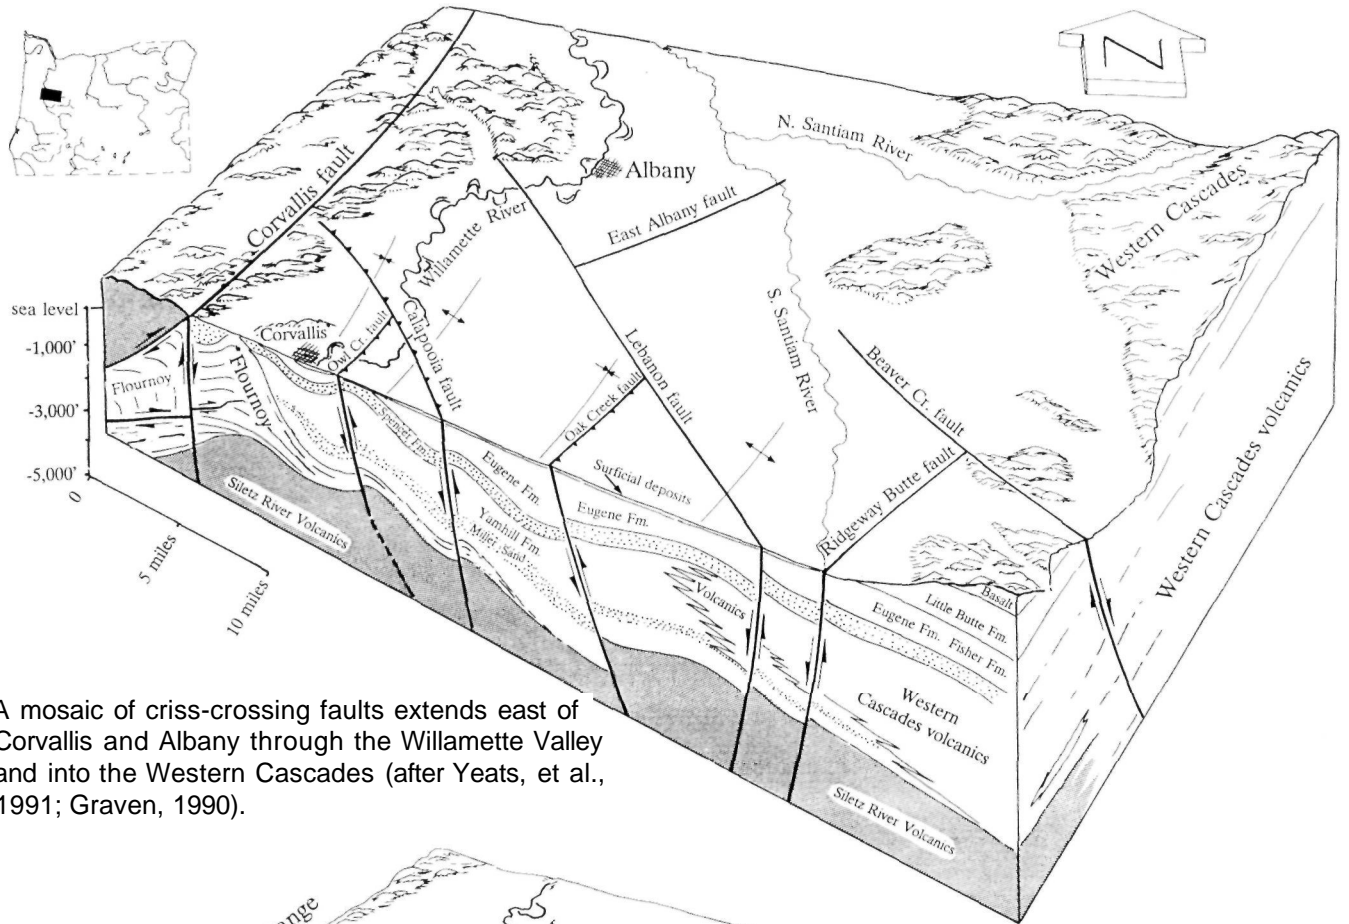 N
N. Santiam River
Albany
Corvallis fault
Willamette River
East Albany fault
Western Cascades
sea level
-1,000'
-3,000'
-5,000'
0
5 miles
10 miles
Corvallis
Owl Cr. fault
Calapooia fault
Lebanon fault
S. Santiam River
Beaver Cr. fault
Oak Creek fault
Ridgeway Butte fault
Flournoy
Flournoy
Spencer Fm.
Eugene Fm.
Surficial deposits
Eugene Fm.
Yamhill Fm.
Miller Sand
Siletz River Volcanics
Volcanics
Basalt
Little Butte Fm.
Eugene Fm. Fisher Fm.
Western
Cascades volcanics
Western Cascades volcanics
Siletz River Volcanics
A mosaic of criss-crossing faults extends east of
Corvallis and Albany through the Willamette Valley
and into the Western Cascades (after Yeats, et al.,
1991; Graven, 1990).